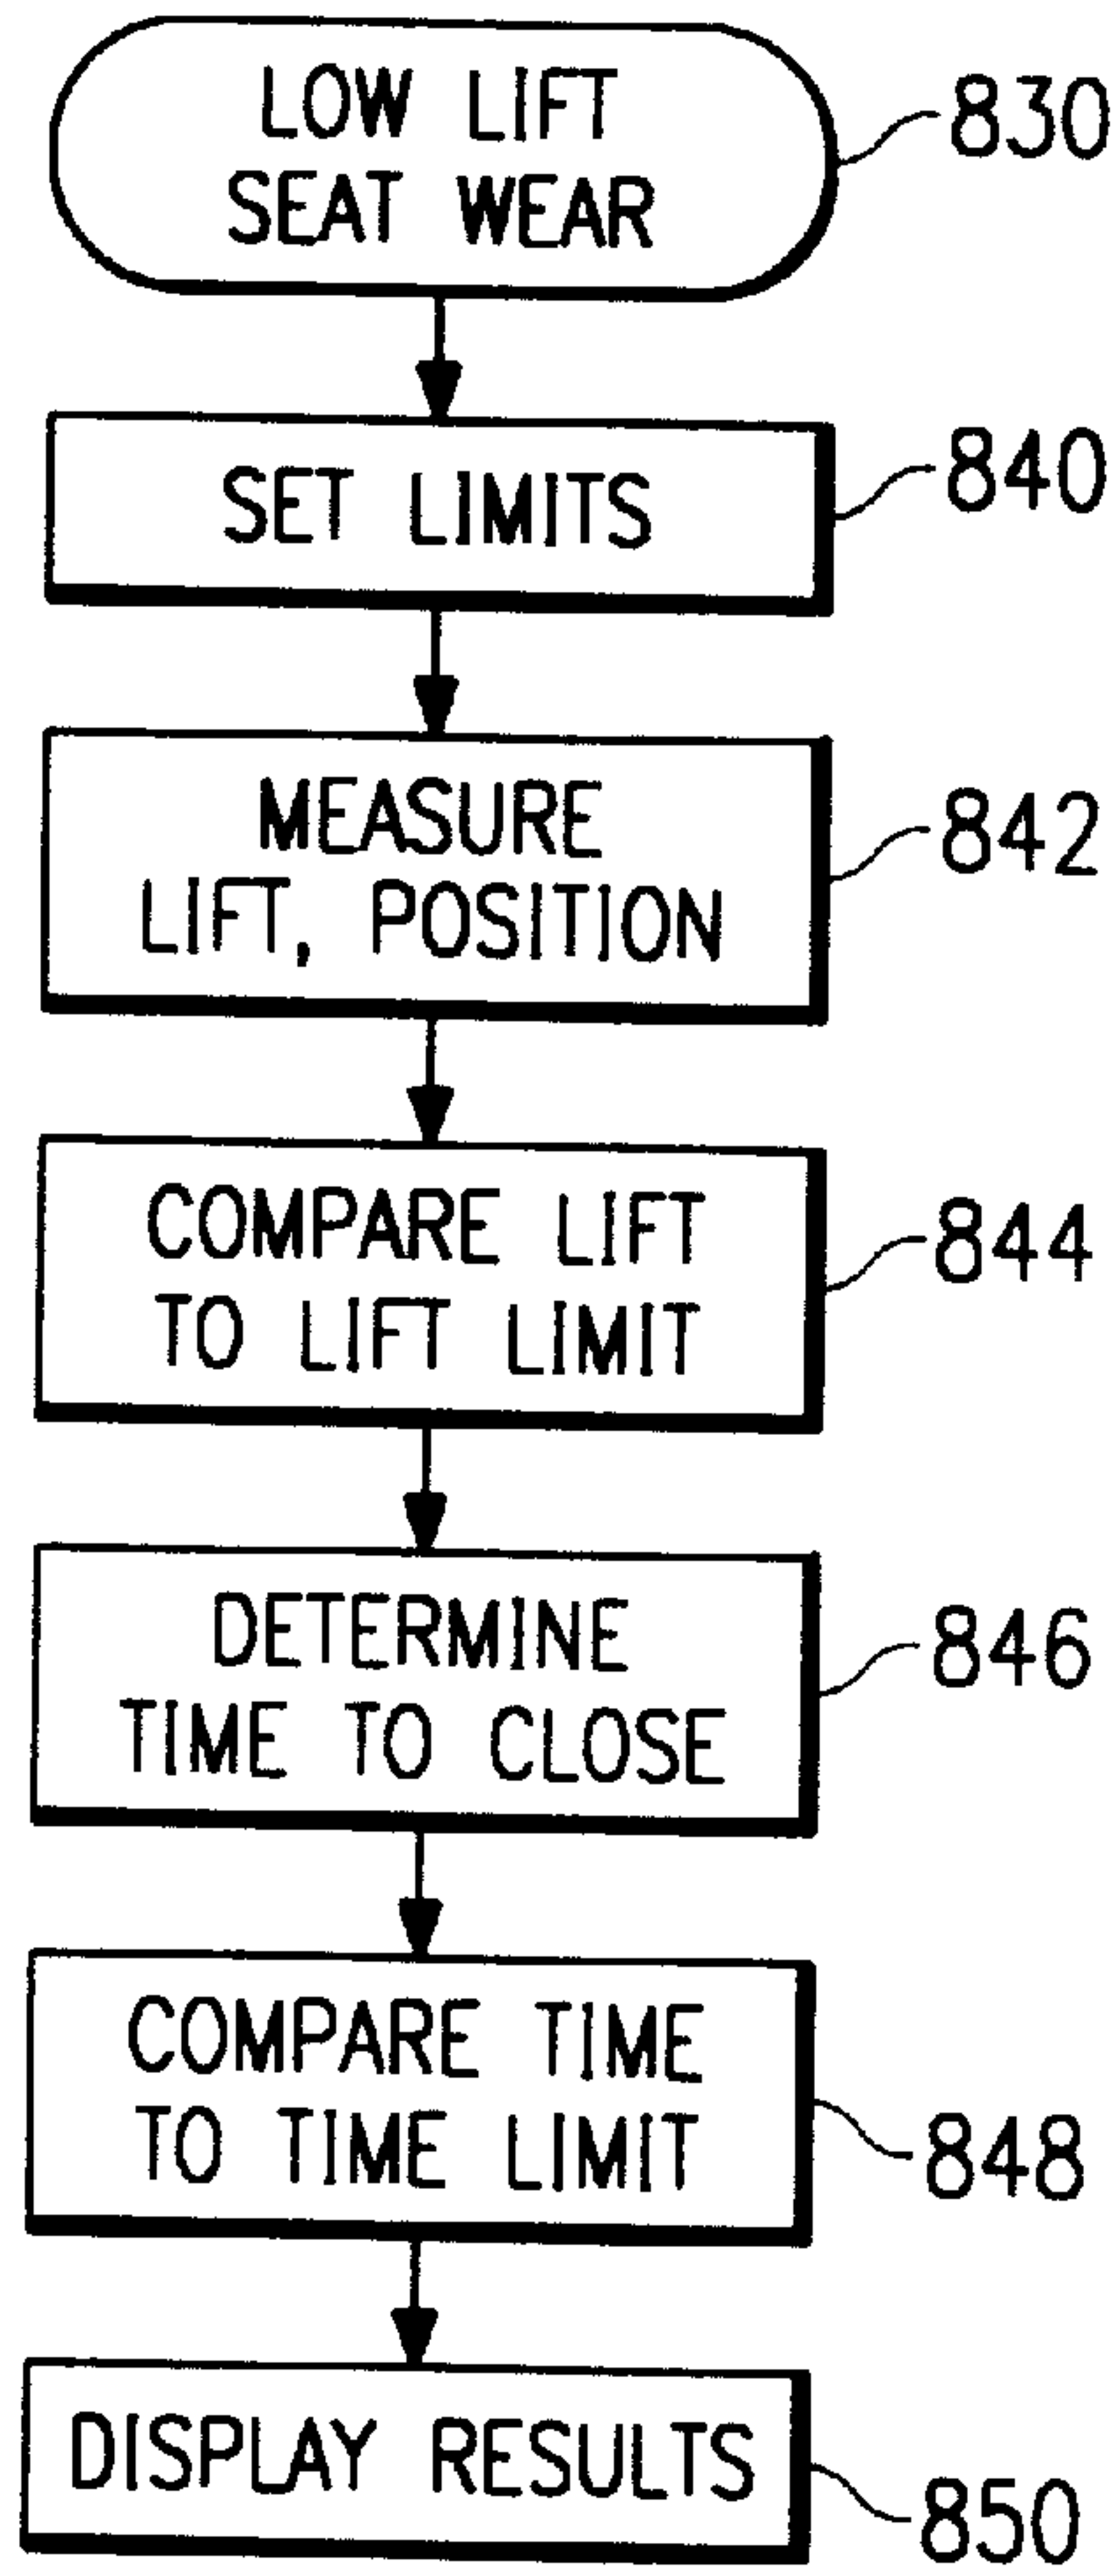 LOW LIFT
SEAT WEAR
830
SET LIMITS
840
MEASURE
LIFT, POSITION
842
COMPARE LIFT
TO LIFT LIMIT
844
DETERMINE
TIME TO CLOSE
846
COMPARE TIME
TO TIME LIMIT
848
DISPLAY RESULTS
850